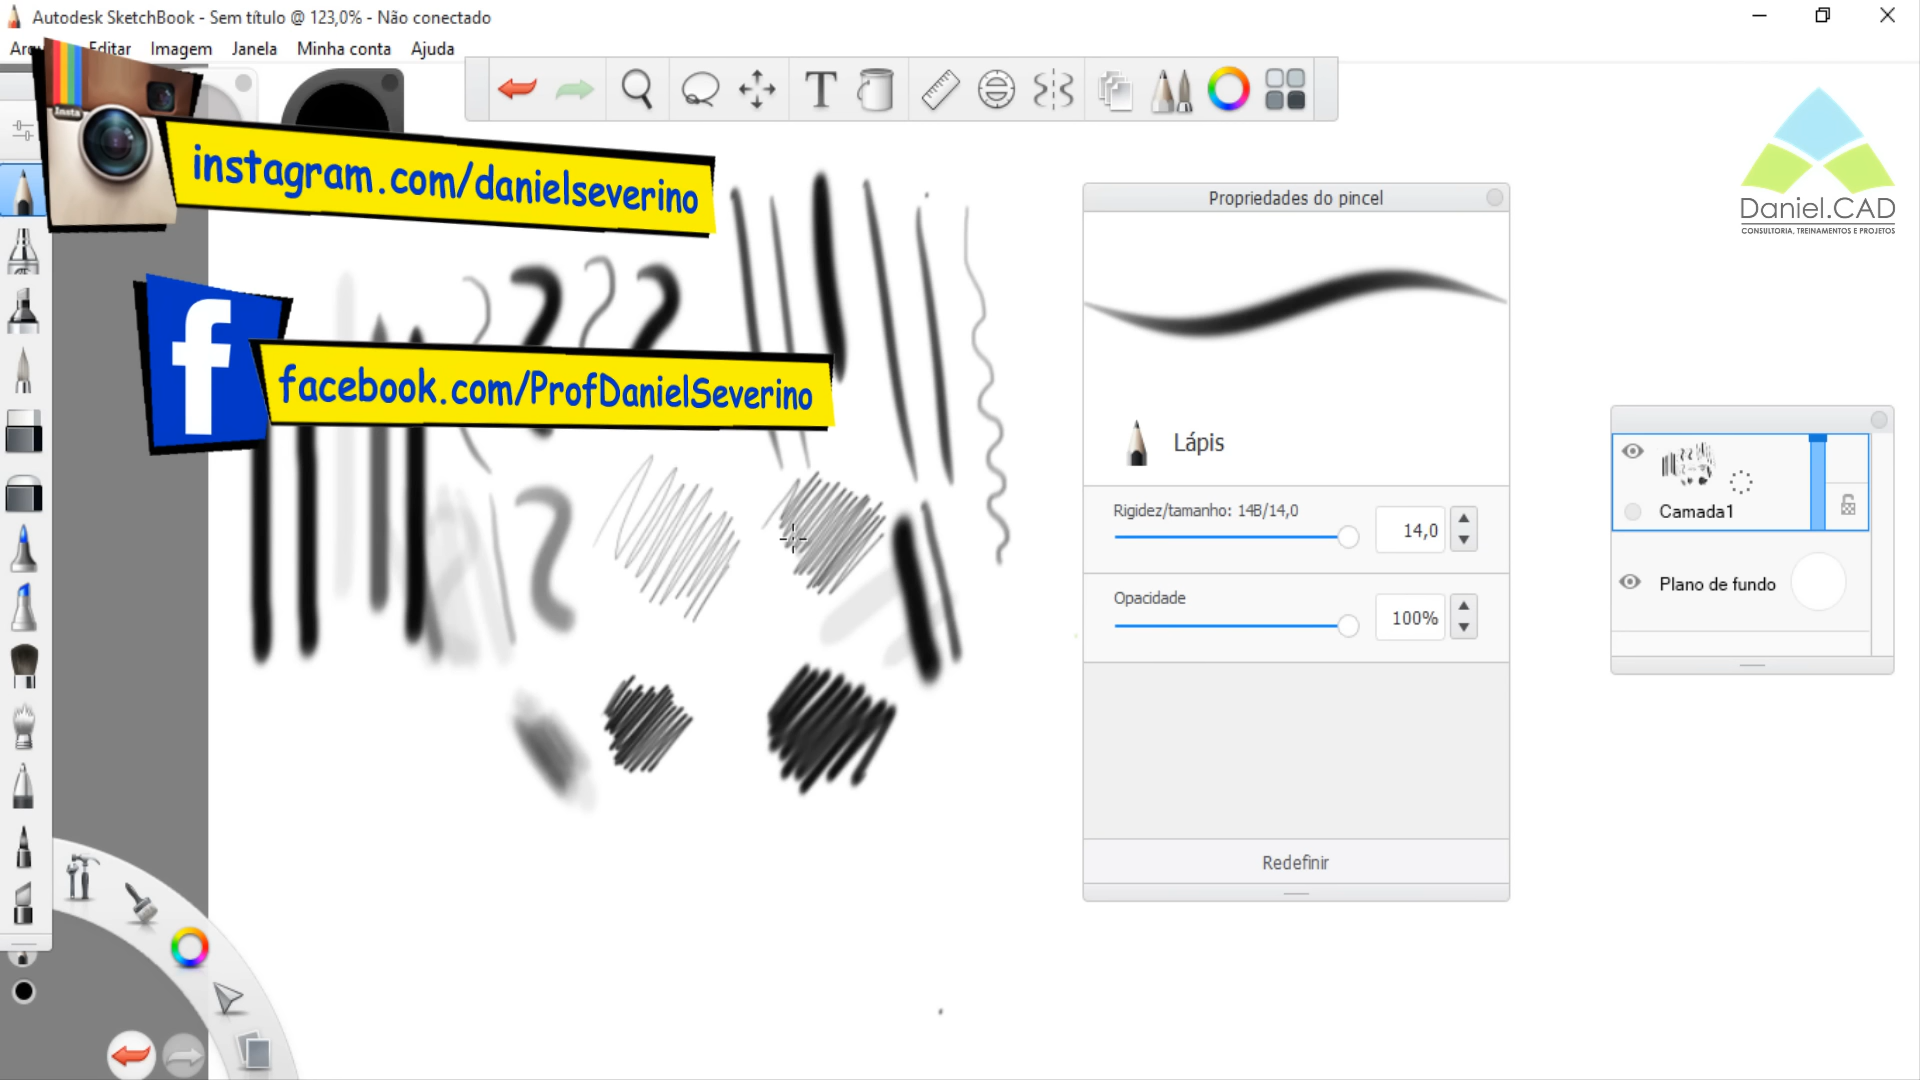 Autodesk SketchBook - Sem título @ 123,0% - Não conectado
Editar Imagem Janela Minha conta Ajuda
Insta
instagram.com/danielseverino
facebook.com/ProfDanielSeverino
T
Daniel.CAD
CONSULTORIA, TREINAMENTOS E PROJETOS
Propriedades do pincel
Lápis
Rigidez/tamanho: 14B/14,0
14,0
Opacidade
100%
Redefinir
Camada1
Plano de fundo